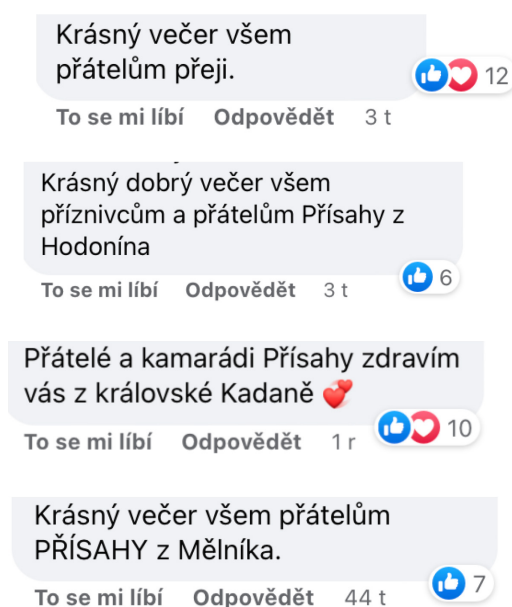 Krásný večer všem
přátelům přeji.
12
To se mi líbí Odpovědět 3 t
Krásný dobrý večer všem
příznivcům a přátelům Přísahy z
Hodonína
6
To se mi líbí Odpovědět 3 t
Přátelé a kamarádi Přísahy zdravím
vás z královské Kadaně 💞
10
To se mi líbí Odpovědět 1 r
Krásný večer všem přátelům
PŘÍSAHY z Mělníka.
7
To se mi líbí Odpovědět 44 t